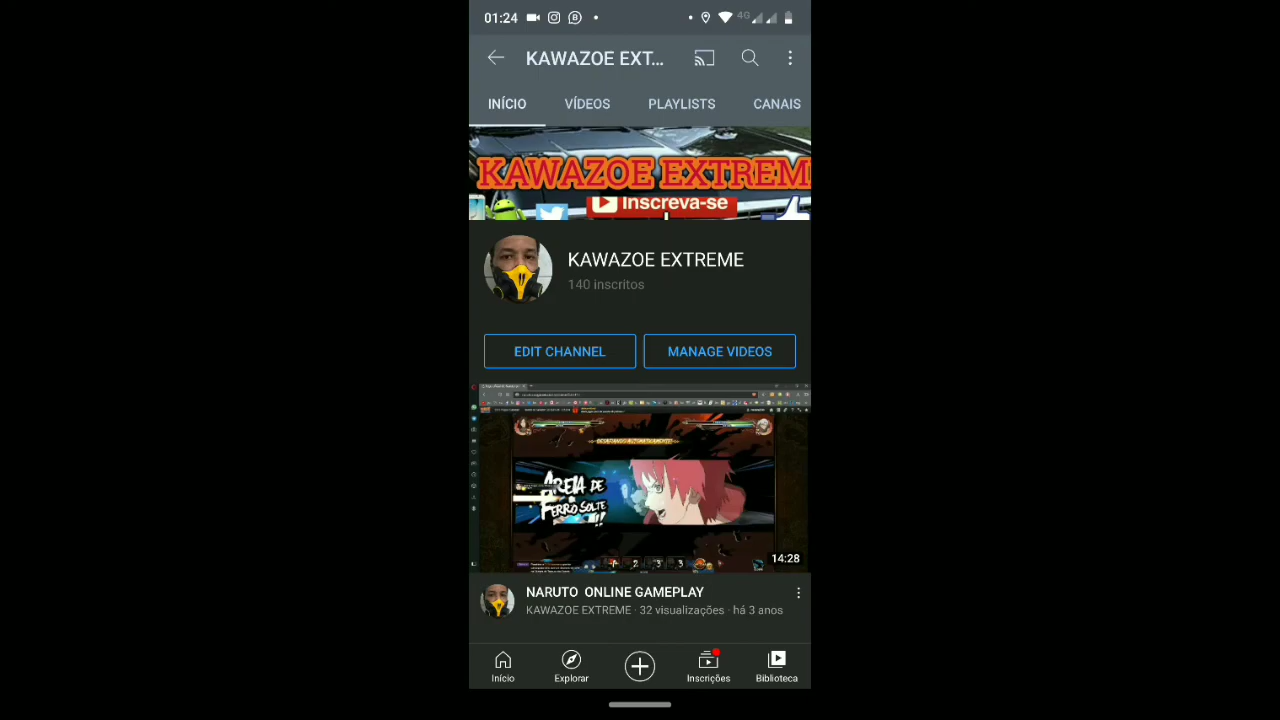 01:24
4G
KAWAZOE EXT...
INÍCIO VÍDEOS PLAYLISTS CANAIS
KAWAZOE EXTREM
Inscreva-se
KAWAZOE EXTREME
140 inscritos
EDIT CHANNEL MANAGE VIDEOS
AREIA DE
FERRO SOLTE
!!
14:28
NARUTO ONLINE GAMEPLAY
KAWAZOE EXTREME · 32 visualizações · há 3 anos
Início Explorar Inscrições Biblioteca